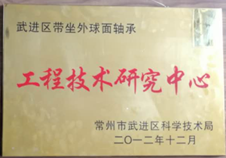 武进区带坐外球面轴承
工程技术研究中心
常州市武进区科学技术局
二〇一二年十二月